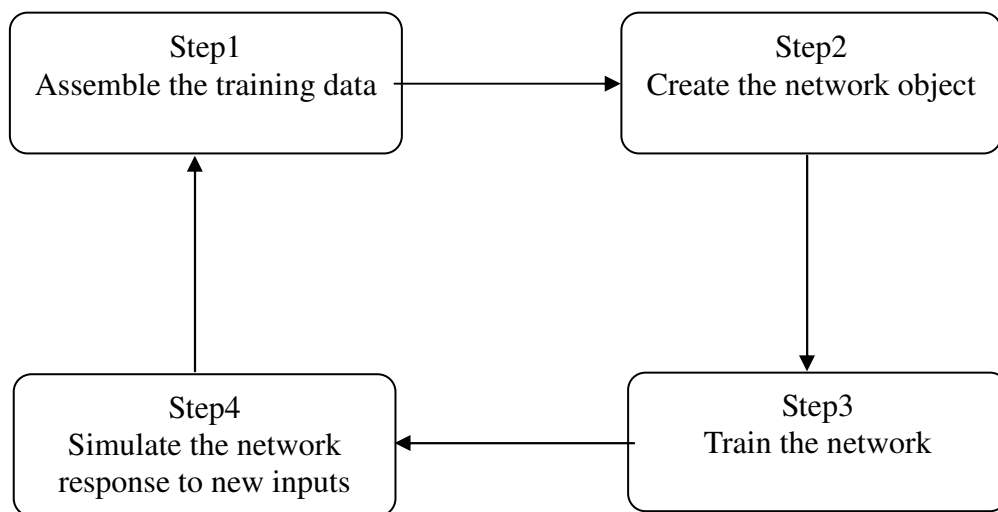 Step1
Assemble the training data
Step2
Create the network object
Step3
Train the network
Step4
Simulate the network
response to new inputs